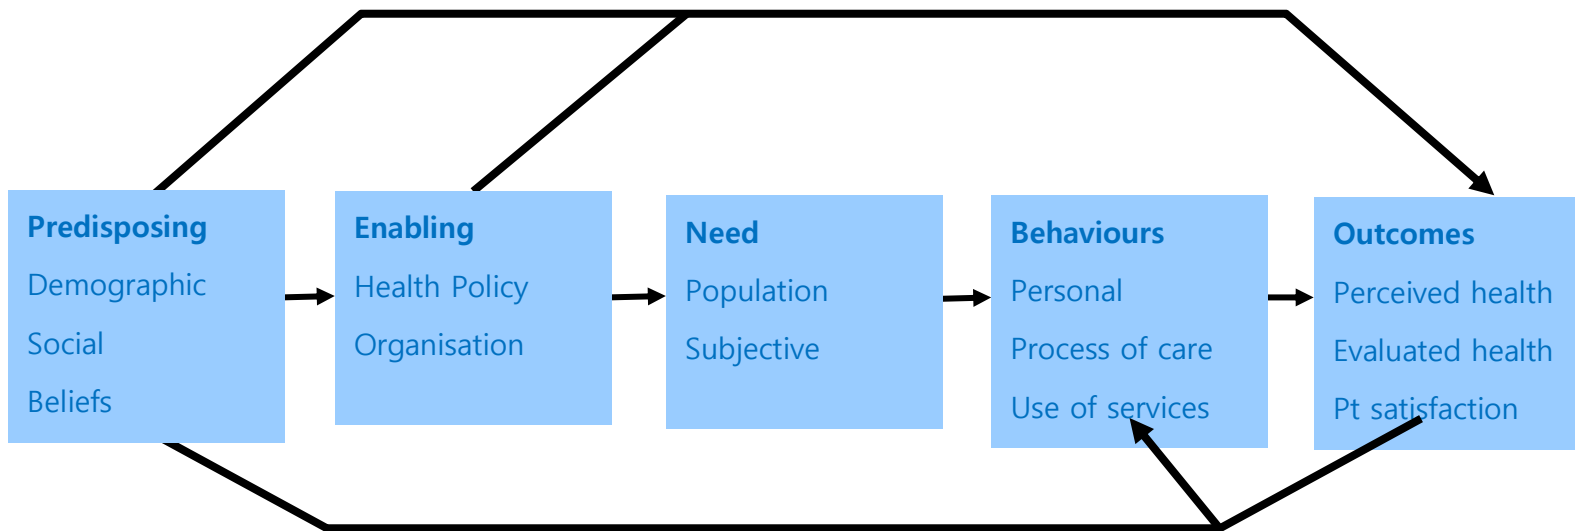 Predisposing
Demographic
Social
Beliefs
Enabling
Health Policy
Organisation
Need
Population
Subjective
Behaviours
Personal
Process of care
Use of services
Outcomes
Perceived health
Evaluated health
Pt satisfaction